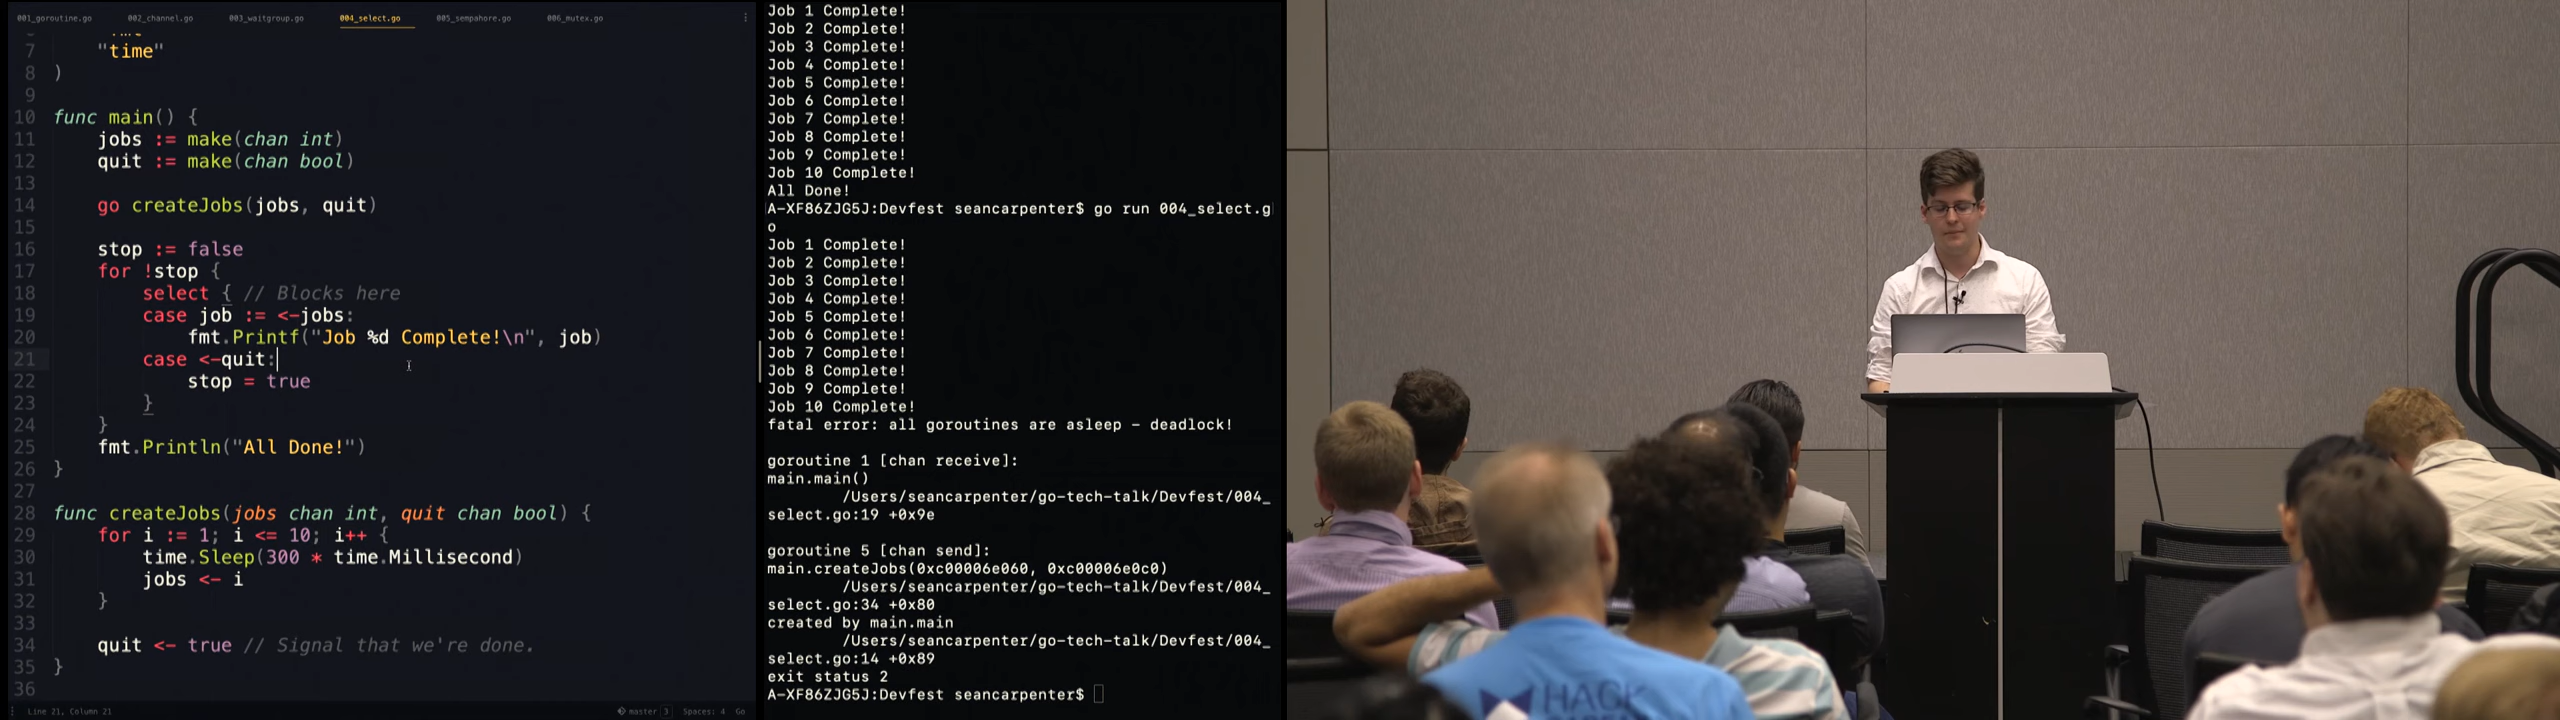 001_goroutine.go 002_channel.go 003_waitgroup.go 004_select.go 005_sempahore.go 006_mutex.go
7 "time"
8 )
9
10 func main() {
11 jobs := make(chan int)
12 quit := make(chan bool)
13
14 go createJobs(jobs, quit)
15
16 stop := false
17 for !stop {
18 select { // Blocks here
19 case job := <-jobs:
20 fmt.Printf("Job %d Complete!\n", job)
21 case <-quit:
22 stop = true
23 }
24 }
25 fmt.Println("All Done!")
26 }
27
28 func createJobs(jobs chan int, quit chan bool) {
29 for i := 1; i <= 10; i++ {
30 time.Sleep(300 * time.Millisecond)
31 jobs <- i
32 }
33
34 quit <- true // Signal that we're done.
35 }
36
Line 21, Column 21 master 3 Spaces: 4 Go
Job 1 Complete!
Job 2 Complete!
Job 3 Complete!
Job 4 Complete!
Job 5 Complete!
Job 6 Complete!
Job 7 Complete!
Job 8 Complete!
Job 9 Complete!
Job 10 Complete!
All Done!
A-XF86ZJG5J:Devfest seancarpenter$ go run 004_select.g
o
Job 1 Complete!
Job 2 Complete!
Job 3 Complete!
Job 4 Complete!
Job 5 Complete!
Job 6 Complete!
Job 7 Complete!
Job 8 Complete!
Job 9 Complete!
Job 10 Complete!
fatal error: all goroutines are asleep - deadlock!
goroutine 1 [chan receive]:
main.main()
/Users/seancarpenter/go-tech-talk/Devfest/004_
select.go:19 +0x9e
goroutine 5 [chan send]:
main.createJobs(0xc00006e060, 0xc00006e0c0)
/Users/seancarpenter/go-tech-talk/Devfest/004_
select.go:34 +0x80
created by main.main
/Users/seancarpenter/go-tech-talk/Devfest/004_
select.go:14 +0x89
exit status 2
A-XF86ZJG5J:Devfest seancarpenter$
HACK